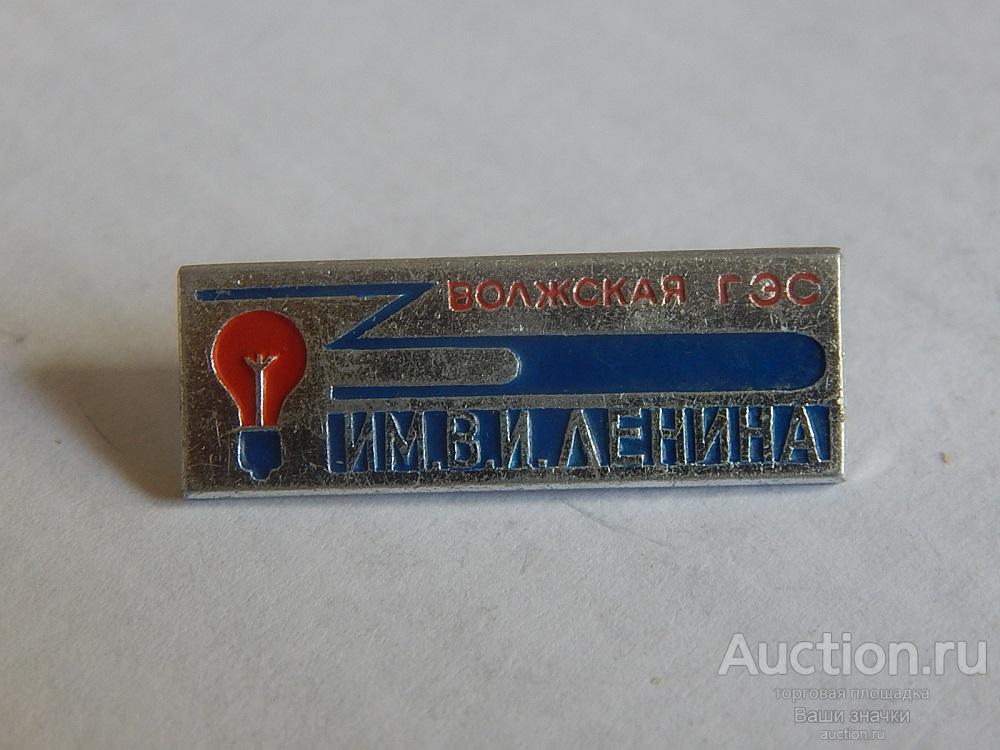 ВОЛЖСКАЯ ГЭС
ИМ.В.И.ЛЕНИНА
Auction.ru
торговая площадка
Ваши значки
auction.ru